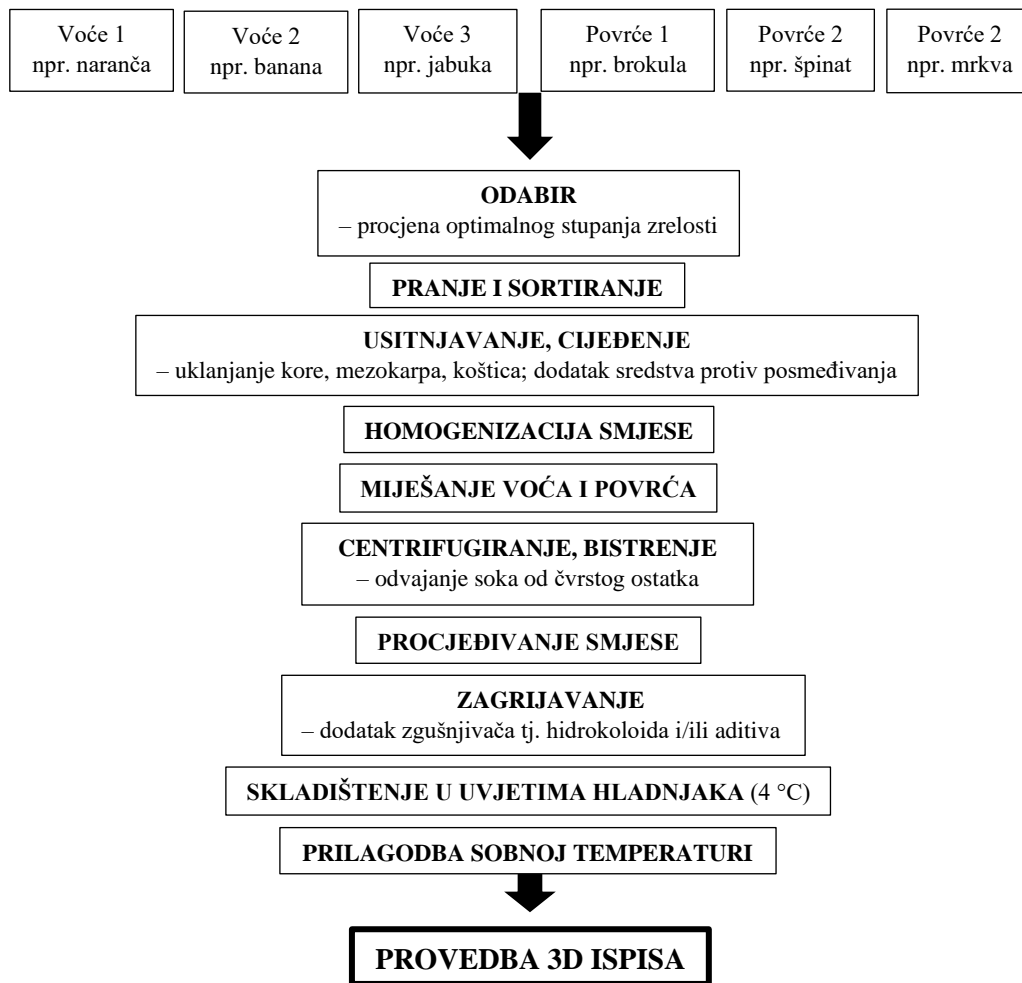 Voće 1
npr. naranča
Voće 2
npr. banana
Voće 3
npr. jabuka
Povrće 1
npr. brokula
Povrće 2
npr. špinat
Povrće 2
npr. mrkva
ODABIR
– procjena optimalnog stupanja zrelosti
PRANJE I SORTIRANJE
USITNJAVANJE, CIJEĐENJE
– uklanjanje kore, mezokarpa, koštica; dodatak sredstva protiv posmeđivanja
HOMOGENIZACIJA SMJESE
MIJEŠANJE VOĆA I POVRĆA
CENTRIFUGIRANJE, BISTRENJE
– odvajanje soka od čvrstog ostatka
PROCJEĐIVANJE SMJESE
ZAGRIJAVANJE
– dodatak zgušnjivača tj. hidrokoloida i/ili aditiva
SKLADIŠTENJE U UVJETIMA HLADNJAKA (4 °C)
PRILAGODBA SOBNOJ TEMPERATURI
PROVEDBA 3D ISPISA